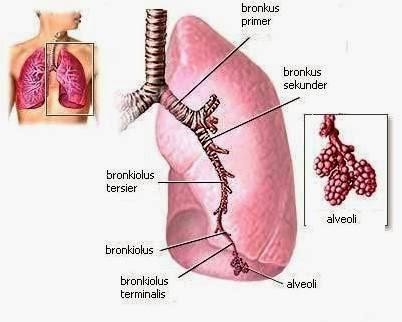 bronkus
primer
bronkus
sekunder
bronkiolus
tersier
alveoli
bronkiolus
bronkiolus
terminalis
alveoli